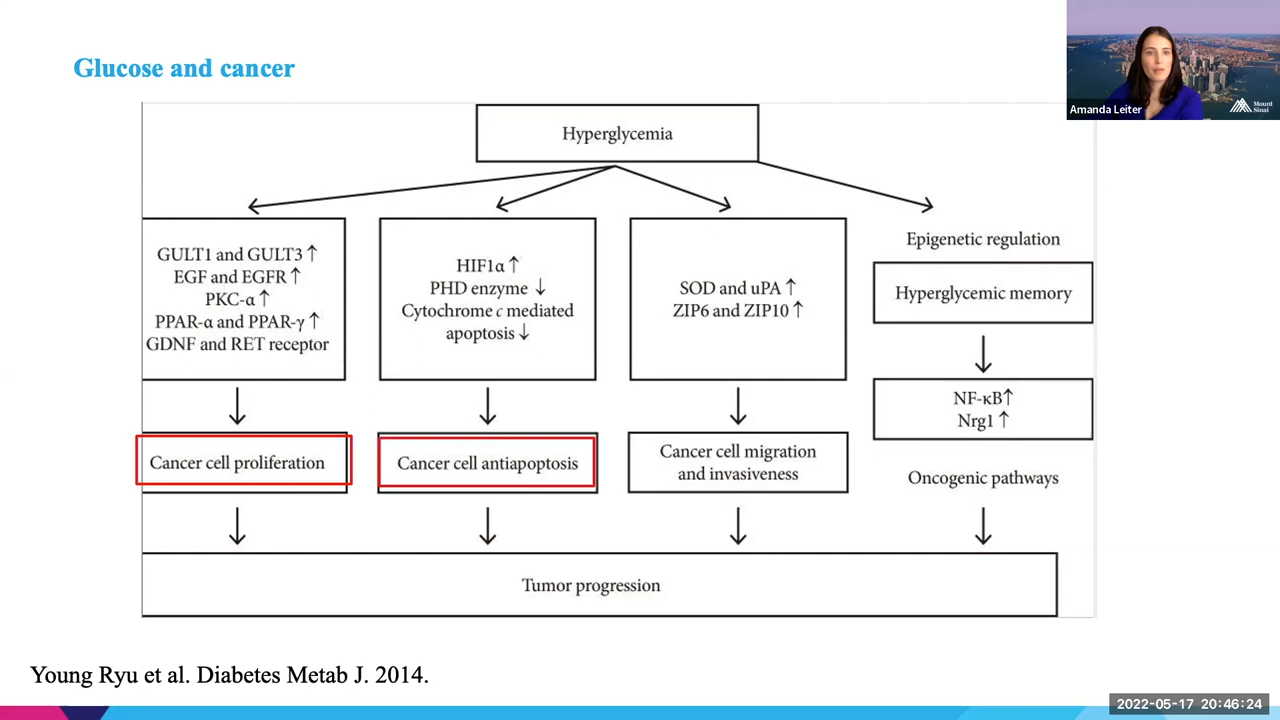 Glucose and cancer
Amanda Leiter
Mount
Sinai
Hyperglycemia
GULT1 and GULT3 ↑
EGF and EGFR ↑
PKC-α ↑
PPAR-α and PPAR-γ ↑
GDNF and RET receptor
HIF1α ↑
PHD enzyme ↓
Cytochrome c mediated
apoptosis ↓
SOD and uPA ↑
ZIP6 and ZIP10 ↑
Epigenetic regulation
Hyperglycemic memory
NF-κB↑
Nrg1 ↑
Cancer cell proliferation
Cancer cell antiapoptosis
Cancer cell migration
and invasiveness
Oncogenic pathways
Tumor progression
Young Ryu et al. Diabetes Metab J. 2014.
2022-05-17 20:46:24